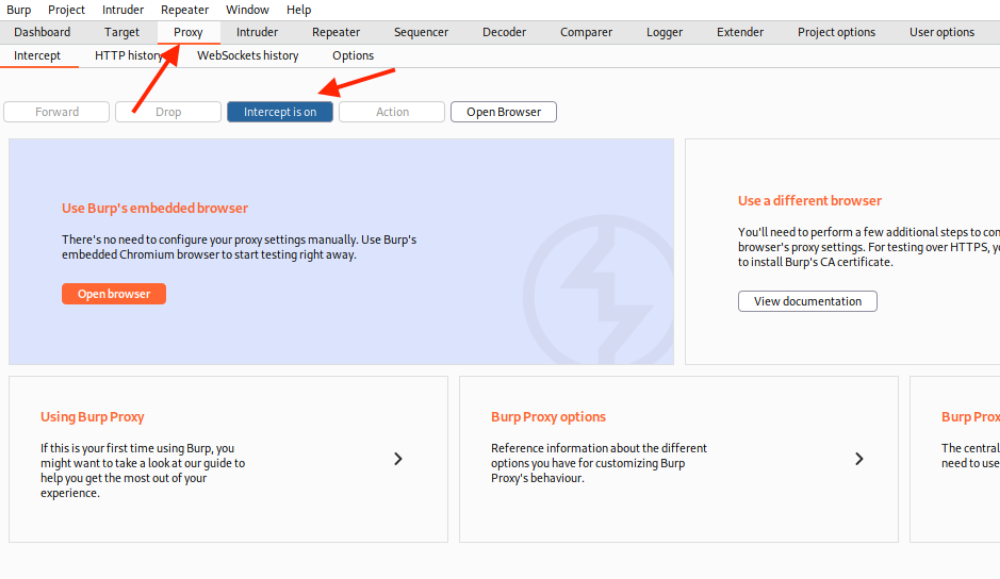 Burp Project Intruder Repeater Window Help
Dashboard Target Proxy Intruder Repeater Sequencer Decoder Comparer Logger Extender Project options User options
Intercept HTTP history WebSockets history Options
Forward Drop Intercept is on Action Open Browser
Use Burp's embedded browser
There's no need to configure your proxy settings manually. Use Burp's
embedded Chromium browser to start testing right away.
Open browser
Use a different browser
You'll need to perform a few additional steps to con
browser's proxy settings. For testing over HTTPS, yo
to install Burp's CA certificate.
View documentation
Using Burp Proxy
If this is your first time using Burp, you
might want to take a look at our guide to
help you get the most out of your
experience.
Burp Proxy options
Reference information about the different
options you have for customizing Burp
Proxy's behaviour.
Burp Prox
The central
need to use